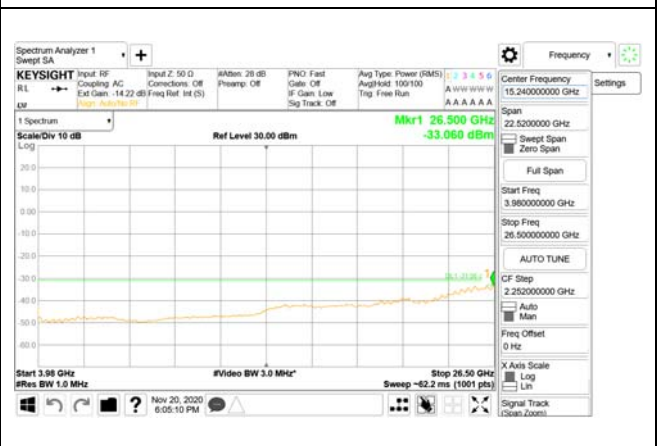 Spectrum Analyzer 1
Swept SA
Frequency
KEYSIGHT
RL
Input: RF
Coupling: AC
Ext Gain: -14.22 dB
Align: Auto/No RF
Input Z: 50 Ω
Corrections: Off
Freq Ref: Int (S)
#Atten: 28 dB
Preamp: Off
PNO: Fast
Gate: Off
IF Gain: Low
Sig Track: Off
Avg Type: Power (RMS)
Avg|Hold: 100/100
Trig: Free Run
1 2 3 4 5 6
A W W W W W
A A A A A A
1 Spectrum
Scale/Div 10 dB
Log
Ref Level 30.00 dBm
Mkr1 26.500 GHz
-33.060 dBm
20.0
10.0
0.00
-10.0
-20.0
-30.0
-40.0
-50.0
-60.0
1
Start 3.98 GHz
#Res BW 1.0 MHz
#Video BW 3.0 MHz*
Stop 26.50 GHz
Sweep ~62.2 ms (1001 pts)
Center Frequency
15.240000000 GHz
Settings
Span
22.5200000 GHz
Swept Span
Zero Span
Full Span
Start Freq
3.980000000 GHz
Stop Freq
26.500000000 GHz
AUTO TUNE
CF Step
2.252000000 GHz
Auto
Man
Freq Offset
0 Hz
X Axis Scale
Log
Lin
Signal Track
(Span Zoom)
?
Nov 20, 2020
6:05:10 PM